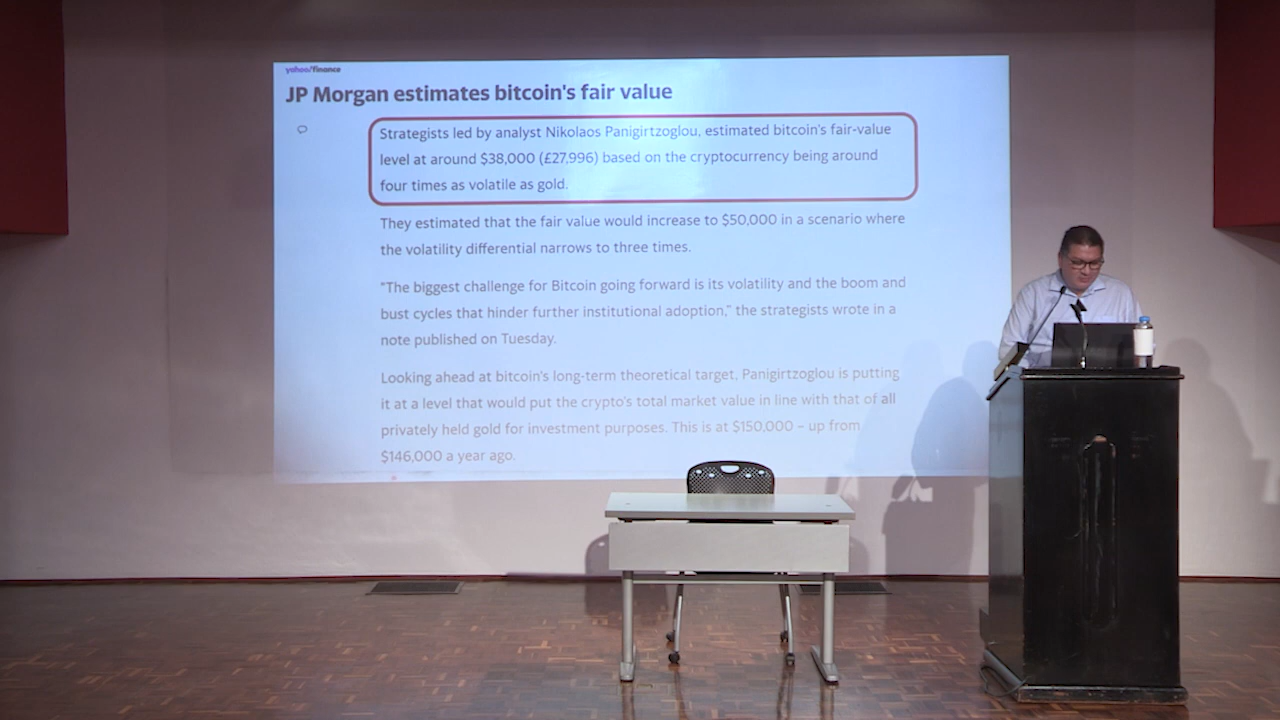 yahoo!finance
JP Morgan estimates bitcoin's fair value
Strategists led by analyst Nikolaos Panigirtzoglou, estimated bitcoin's fair-value
level at around $38,000 (£27,996) based on the cryptocurrency being around
four times as volatile as gold.
They estimated that the fair value would increase to $50,000 in a scenario where
the volatility differential narrows to three times.
"The biggest challenge for Bitcoin going forward is its volatility and the boom and
bust cycles that hinder further institutional adoption," the strategists wrote in a
note published on Tuesday.
Looking ahead at bitcoin's long-term theoretical target, Panigirtzoglou is putting
it at a level that would put the crypto's total market value in line with that of all
privately held gold for investment purposes. This is at $150,000 – up from
$146,000 a year ago.